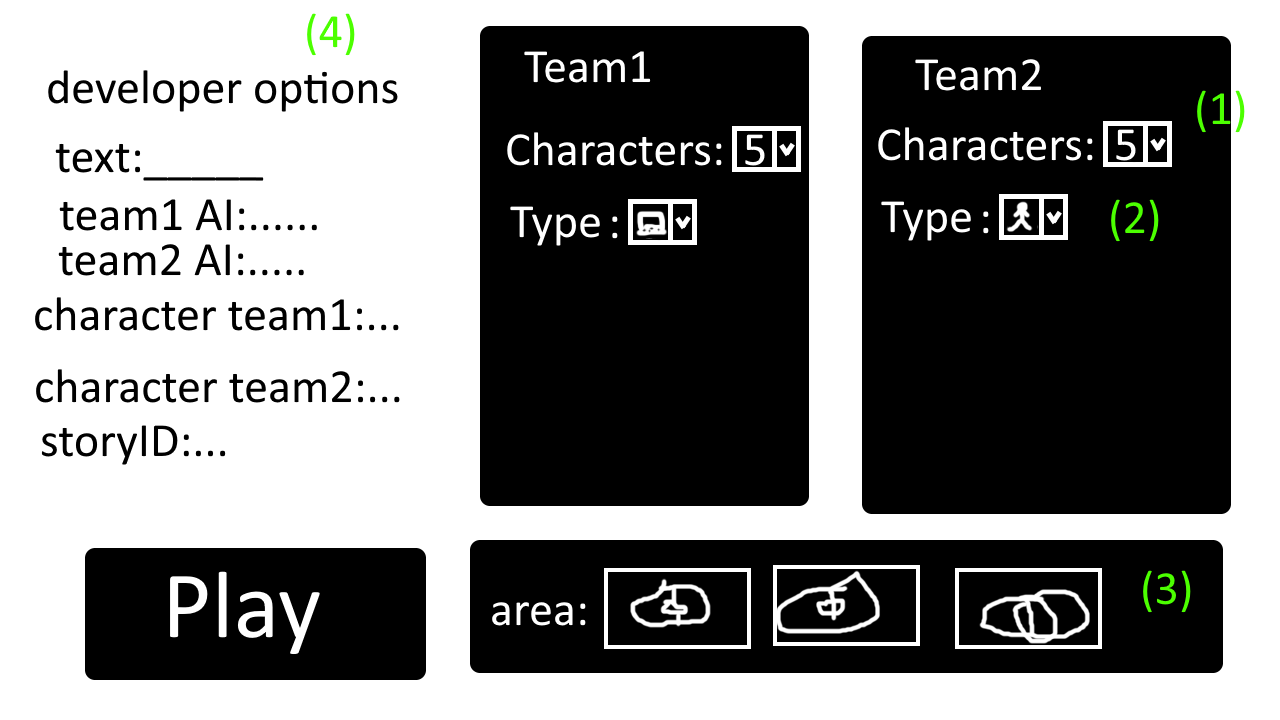 (4)
developer options
text:_____
team1 AI:......
team2 AI:.....
character team1:...
character team2:...
storyID:...
Play
Team1
Characters: 5
Type :
Team2
(1)
Characters: 5
Type : (2)
area:
(3)